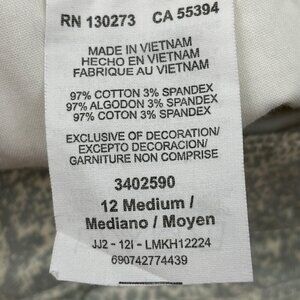 RN 130273 CA 55394
MADE IN VIETNAM
HECHO EN VIETNAM
FABRIQUE AU VIETNAM
97% COTTON 3% SPANDEX
97% ALGODON 3% SPANDEX
97% COTON 3% SPANDEX
EXCLUSIVE OF DECORATION/
EXCEPTO DECORACION/
GARNITURE NON COMPRISE
3402590
12 Medium /
Mediano / Moyen
JJ2 - 12I - LMKH12224
690742774439